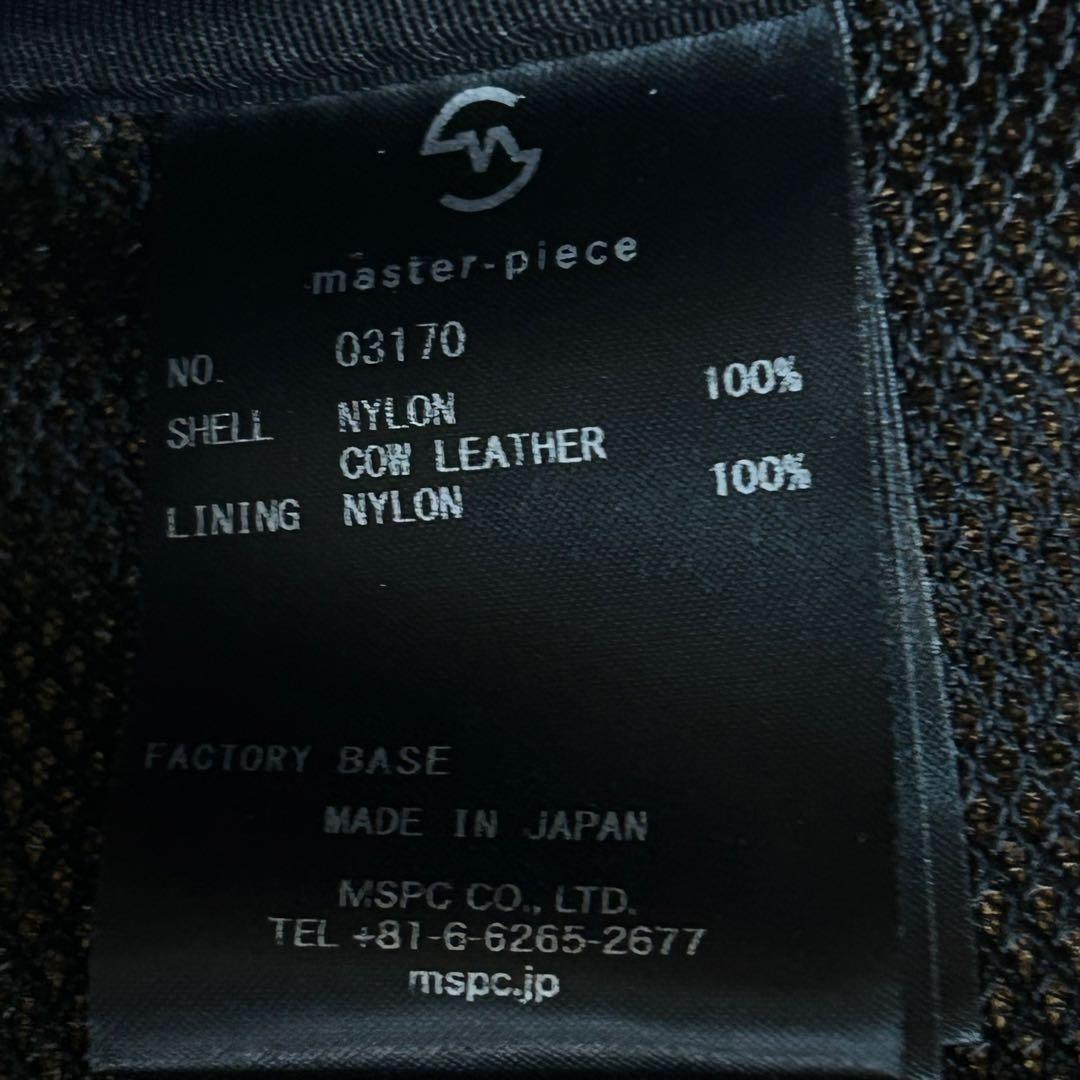 master-piece
NO. 03170
SHELL NYLON 100%
COW LEATHER
LINING NYLON 100%
FACTORY BASE
MADE IN JAPAN
MSPC CO., LTD.
TEL +81-6-6265-2677
mspc.jp